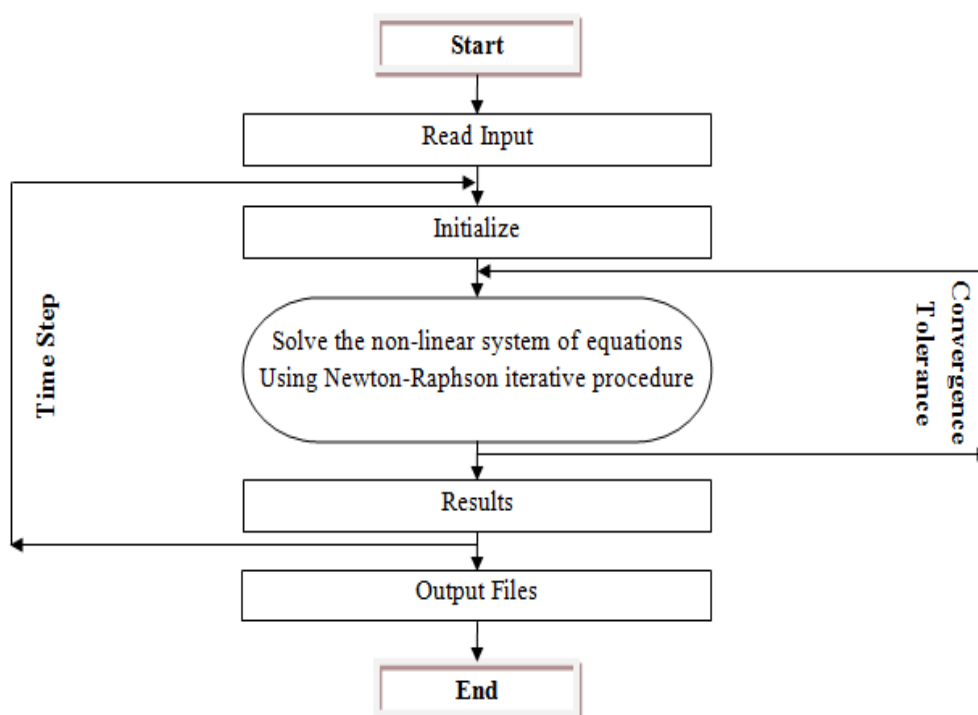 Start
Read Input
Initialize
Solve the non-linear system of equations
Using Newton-Raphson iterative procedure
Results
Output Files
End
Time Step
Convergence
Tolerance